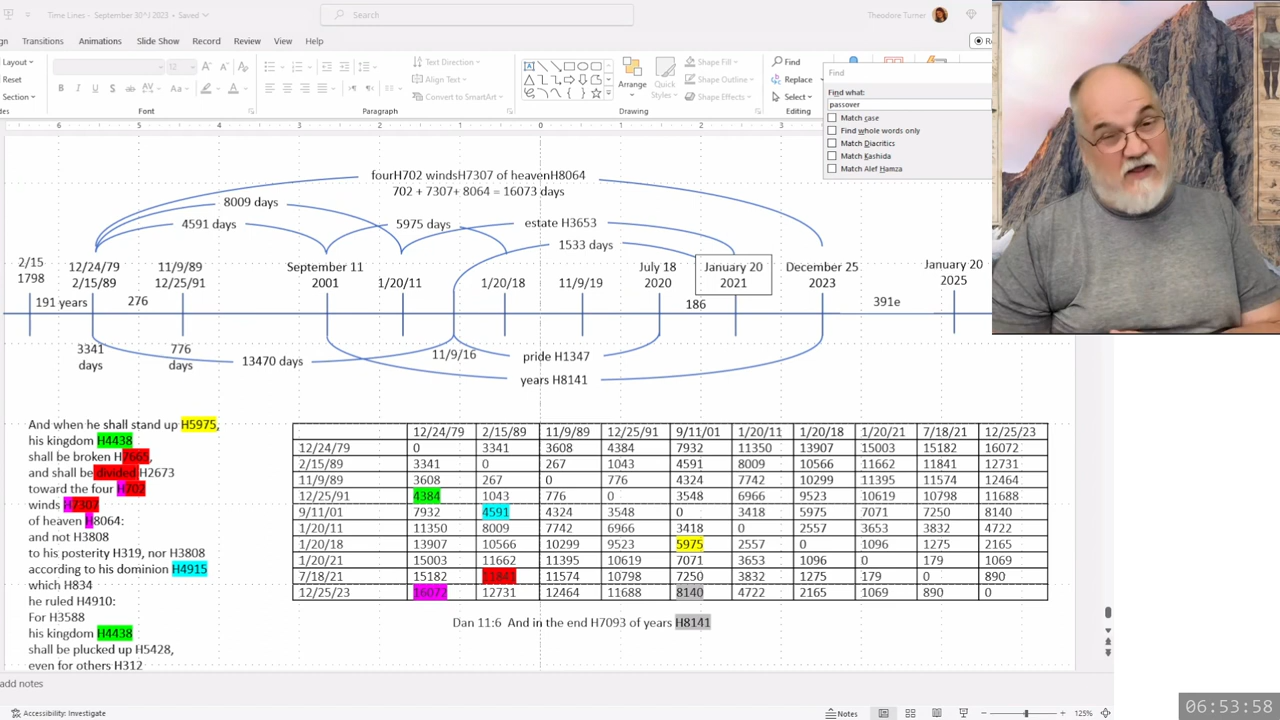 Time Lines - September 30^J 2023 • Saved
Search
Theodore Turner
Transitions Animations Slide Show Record Review View Help
Layout
Reset
Section
Text Direction
Align Text
Convert to SmartArt
Arrange
Quick Styles
Shape Fill
Shape Outline
Shape Effects
Find
Replace
Select
Font
Paragraph
Drawing
Editing
Find
Find what:
passover
Match case
Find whole words only
Match Diacritics
Match Kashida
Match Alef Hamza
6 5 4 3 2 1 0 1 2 3
fourH702 windsH7307 of heavenH8064
702 + 7307+ 8064 = 16073 days
8009 days
4591 days
5975 days
estate H3653
1533 days
2/15
1798
12/24/79
2/15/89
11/9/89
12/25/91
September 11
2001
1/20/11
1/20/18
11/9/19
July 18
2020
January 20
2021
December 25
2023
January 20
2025
191 years
276
186
391e
3341
days
776
days
13470 days
11/9/16
pride H1347
years H8141
And when he shall stand up H5975,
his kingdom H4438
shall be broken H7665,
and shall be divided H2673
toward the four H702
winds H7307
of heaven H8064:
and not H3808
to his posterity H319, nor H3808
according to his dominion H4915
which H834
he ruled H4910:
For H3588
his kingdom H4438
shall be plucked up H5428,
even for others H312
12/24/79 2/15/89 11/9/89 12/25/91 9/11/01 1/20/11 1/20/18 1/20/21 7/18/21 12/25/23
12/24/79 0 3341 3608 4384 7932 11350 13907 15003 15182 16072
2/15/89 3341 0 267 1043 4591 8009 10566 11662 11841 12731
11/9/89 3608 267 0 776 4324 7742 10299 11395 11574 12464
12/25/91 4384 1043 776 0 3548 6966 9523 10619 10798 11688
9/11/01 7932 4591 4324 3548 0 3418 5975 7071 7250 8140
1/20/11 11350 8009 7742 6966 3418 0 2557 3653 3832 4722
1/20/18 13907 10566 10299 9523 5975 2557 0 1096 1275 2165
1/20/21 15003 11662 11395 10619 7071 3653 1096 0 179 1069
7/18/21 15182 11841 11574 10798 7250 3832 1275 179 0 890
12/25/23 16072 12731 12464 11688 8140 4722 2165 1069 890 0
Dan 11:6 And in the end H7093 of years H8141
add notes
Accessibility: Investigate
Notes
125%
06:53:58